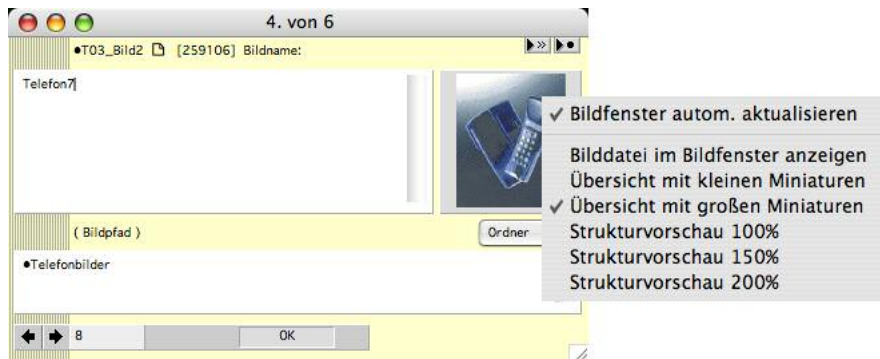 4. von 6
●T03_Bild2 [259106] Bildname:
Telefon7
Bildfenster autom. aktualisieren
Bilddatei im Bildfenster anzeigen
Übersicht mit kleinen Miniaturen
Übersicht mit großen Miniaturen
Strukturvorschau 100%
Strukturvorschau 150%
Strukturvorschau 200%
( Bildpfad )
Ordner
●Telefonbilder
8
OK